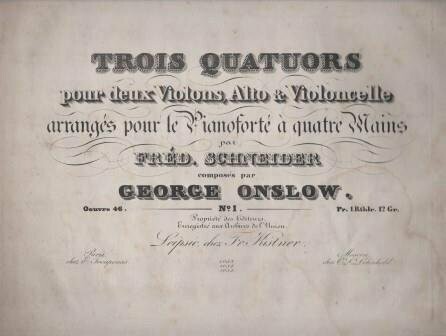 TROIS QUATUORS
pour deux Violons, Alto & Violoncelle
arrangés pour le Pianoforté à quatre Mains
par
FRÉD. SCHNEIDER
composés par
GEORGE ONSLOW.
Oeuvre 46. Nº 1. Pr. 1 Rthlr. 12 Gr.
Propriété des Editeurs.
Enregistré aux Archives de l'Union.
Leipsic, chez Fr. Kistner.
Paris Moscou
chez chez